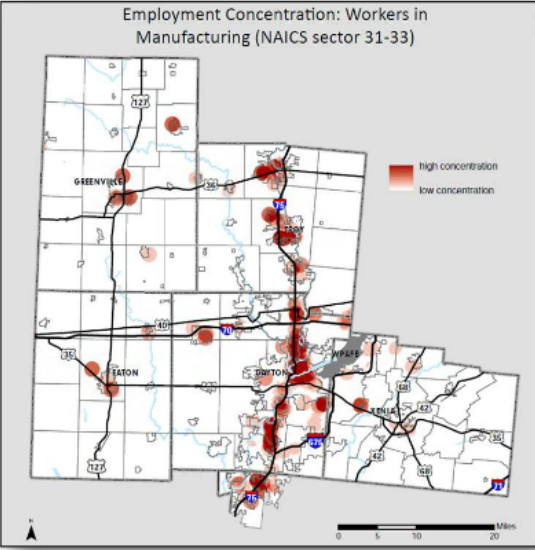 Employment Concentration: Workers in
Manufacturing (NAICS sector 31-33)
127
high concentration
low concentration
GREENVILLE
36
75
TROY
40
70
35
EATON
DAYTON
WPAFB
68
XENIA
42
35
675
127
42
68
75
71
N
Miles
0 5 10 20